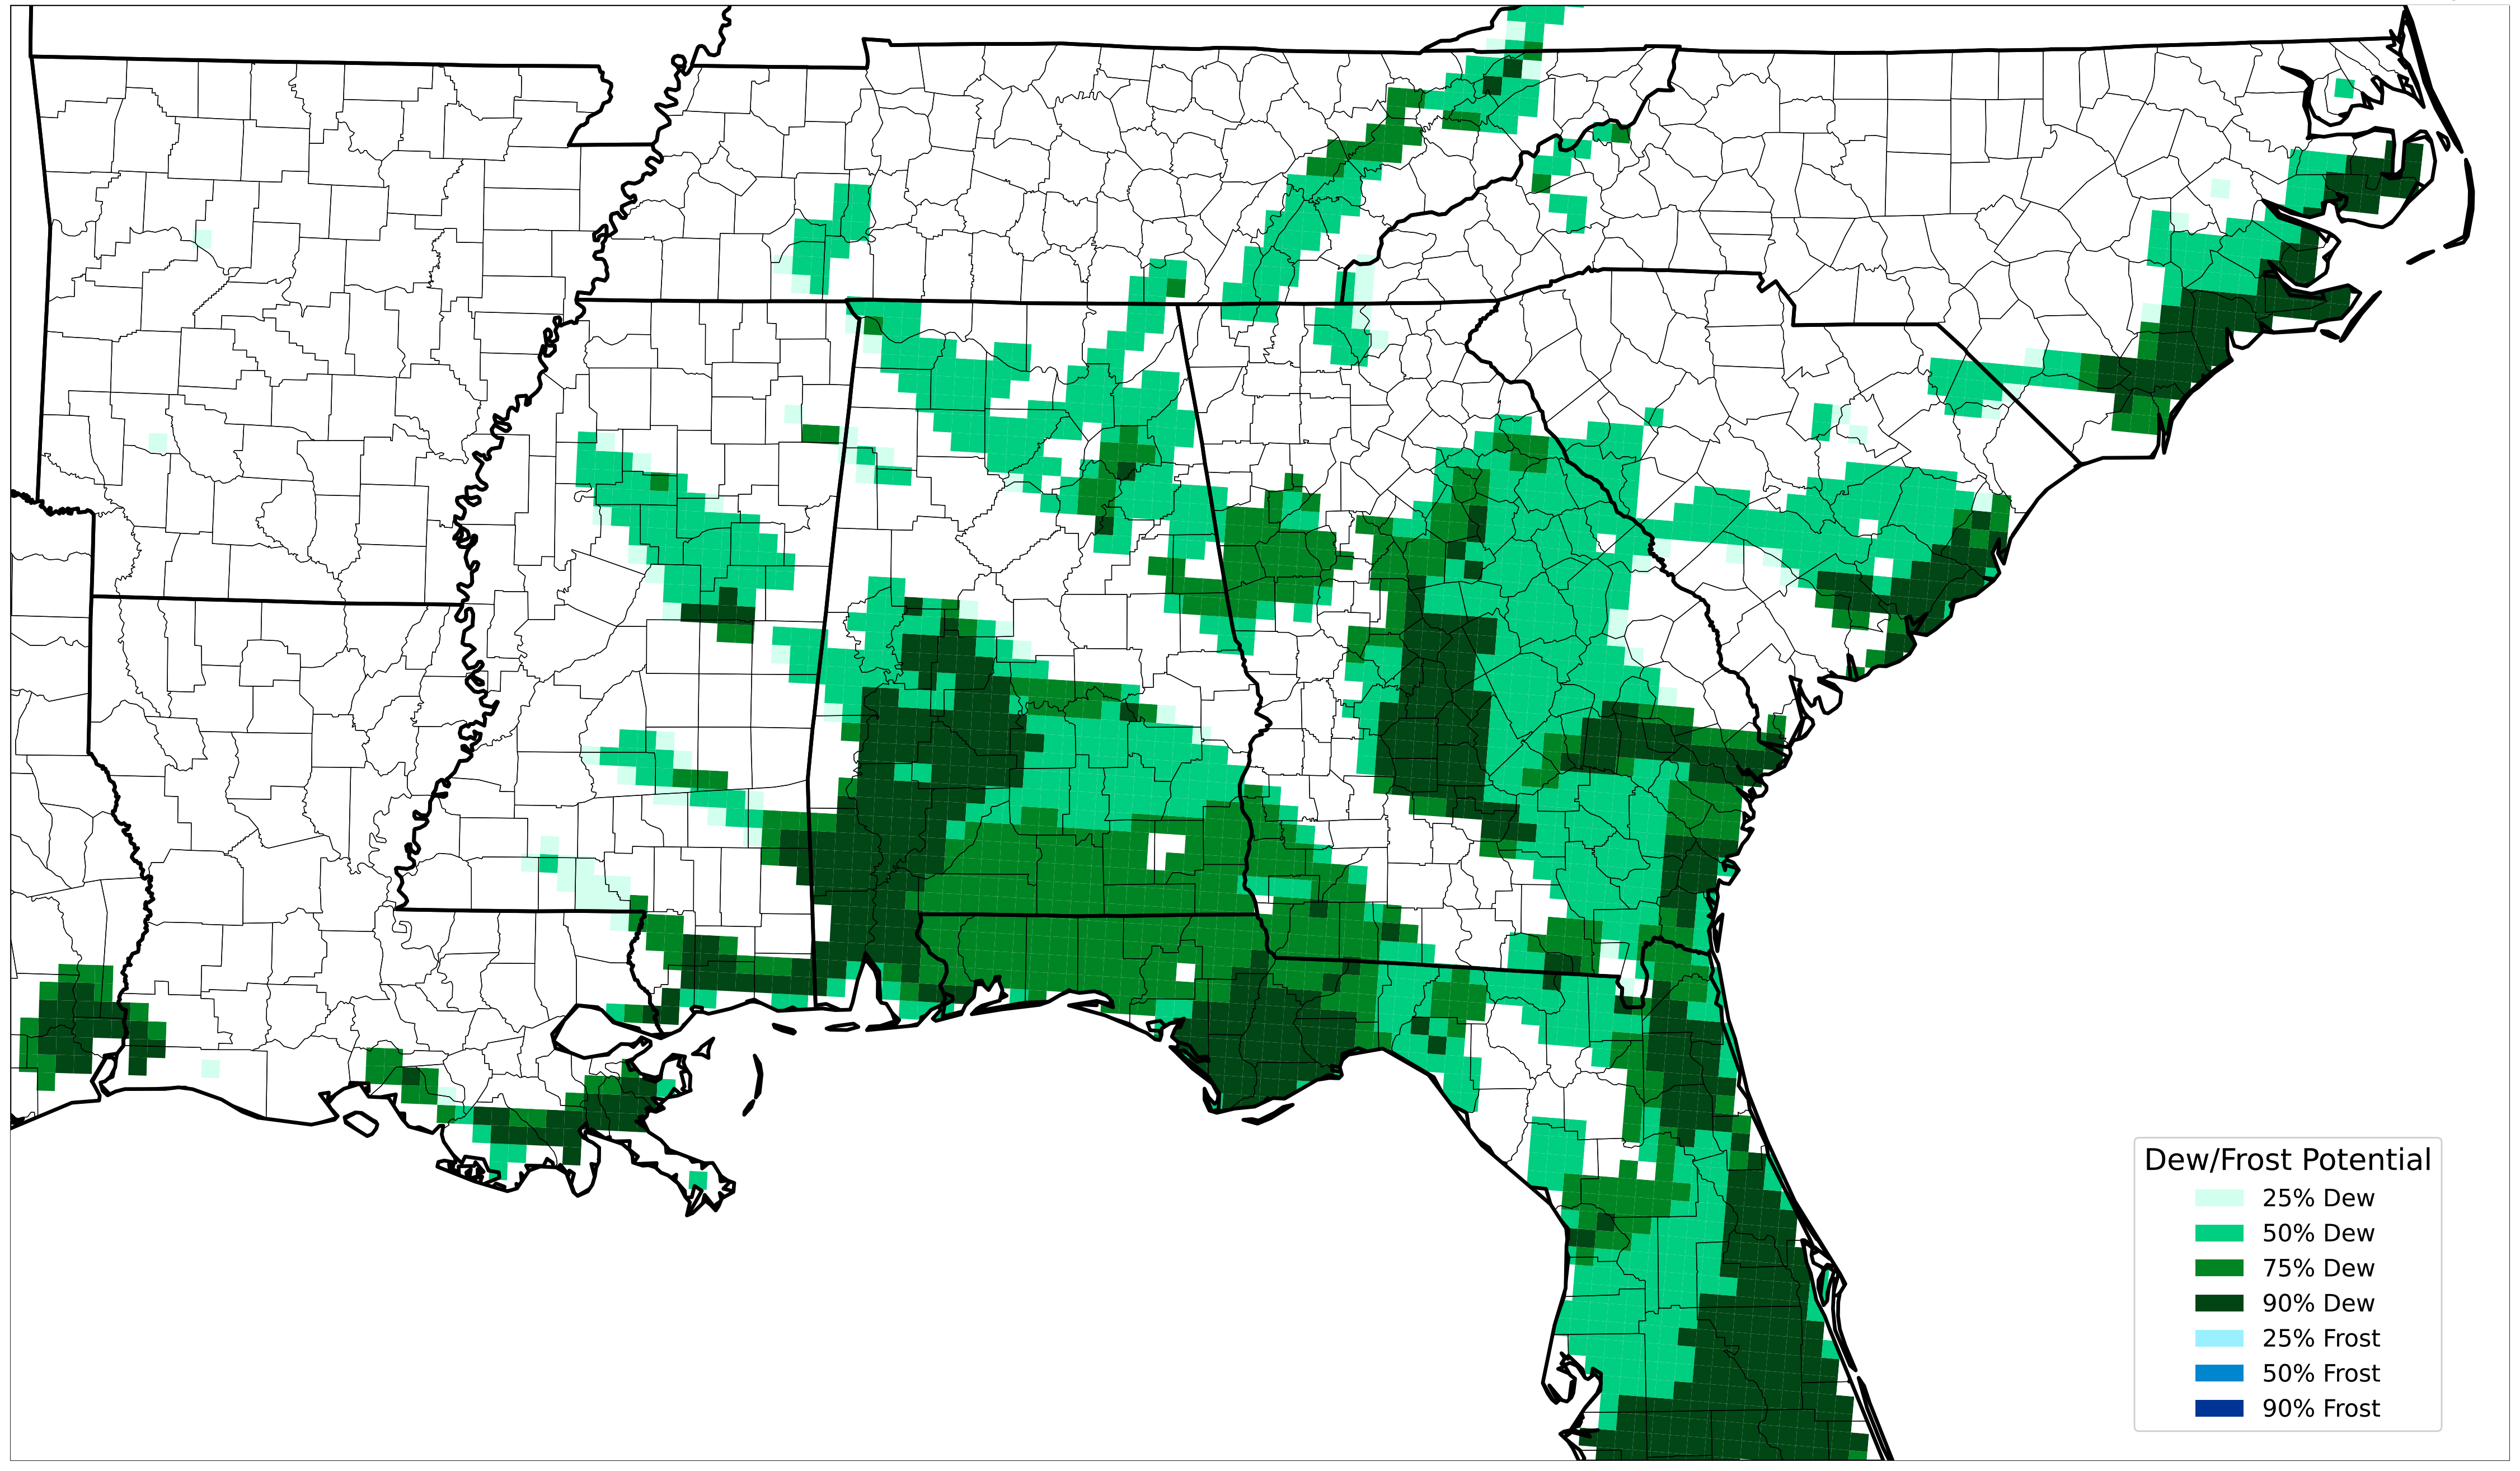 Dew/Frost Potential
25% Dew
50% Dew
75% Dew
90% Dew
25% Frost
50% Frost
90% Frost